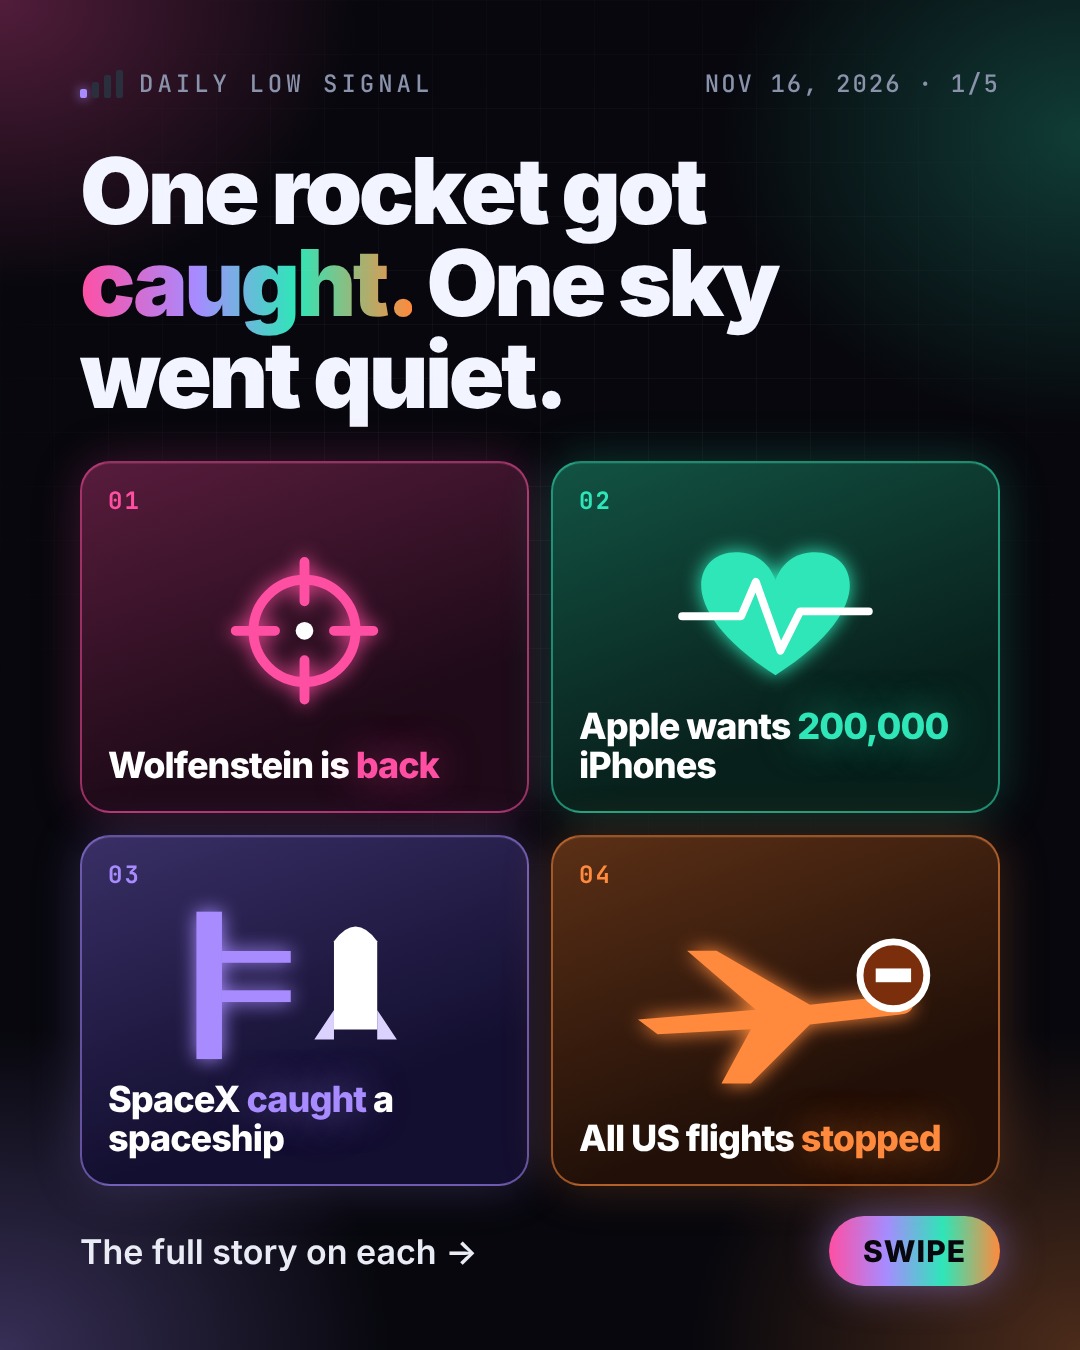 DAILY LOW SIGNAL
NOV 16, 2026 · 1/5
One rocket got
caught. One sky
went quiet.
01
Wolfenstein is back
02
Apple wants 200,000
iPhones
03
SpaceX caught a
spaceship
04
All US flights stopped
The full story on each →
SWIPE